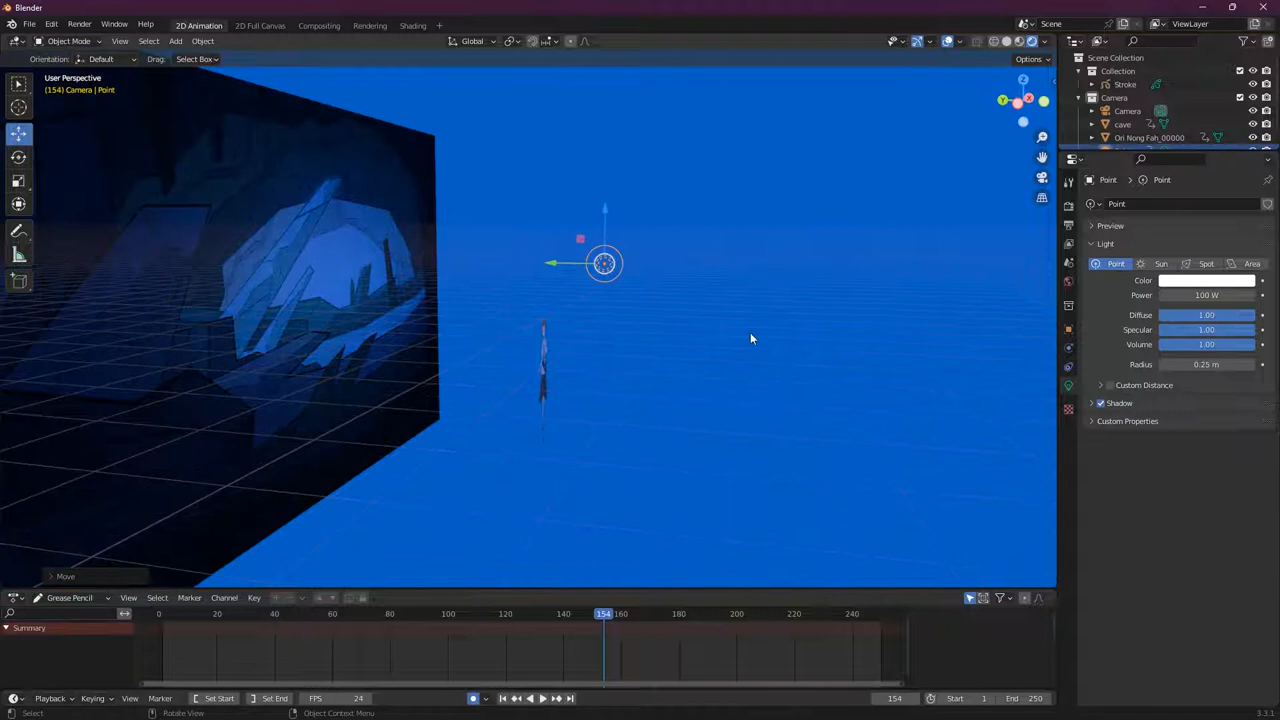 Blender
File Edit Render Window Help 2D Animation 2D Full Canvas Compositing Rendering Shading + Scene ViewLayer
Object Mode View Select Add Object Global
Orientation: Default Drag: Select Box Options
User Perspective
(154) Camera | Point
Z
Y X
Scene Collection
Collection
Stroke
Camera
Camera
cave
Ori Nong Fah_00000
Point Point
Point
Preview
Light
Point Sun Spot Area
Color
Power 100 W
Diffuse 1.00
Specular 1.00
Volume 1.00
Radius 0.25 m
Custom Distance
Shadow
Custom Properties
Move
Grease Pencil View Select Marker Channel Key
0 20 40 60 80 100 120 140 154 160 180 200 220 240
Summary
Playback Keying View Marker Set Start Set End FPS 24 154 Start 1 End 250
Select Rotate View Object Context Menu 3.3.1